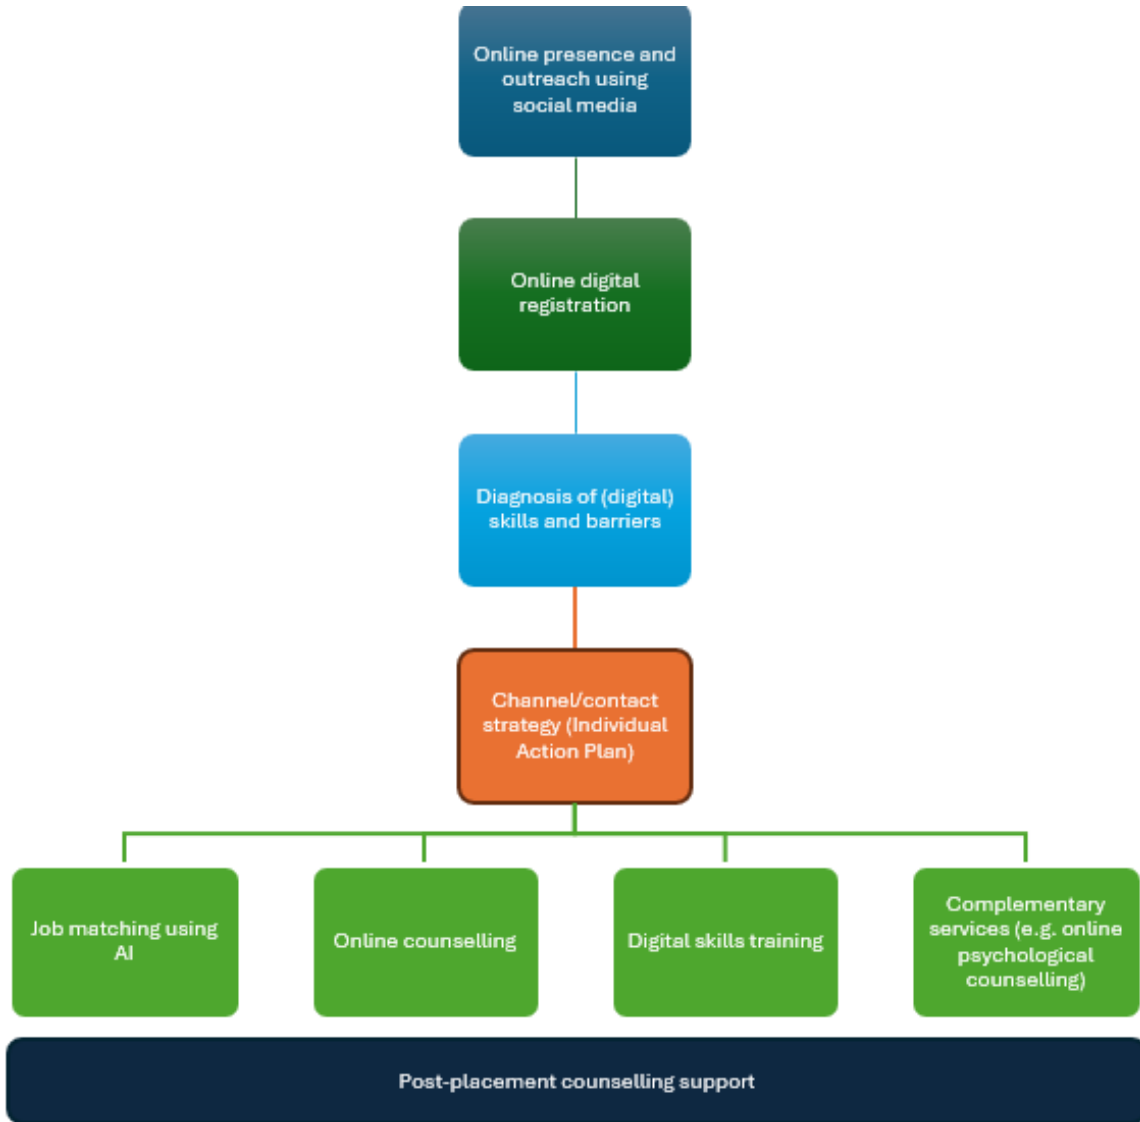 Online presence and
outreach using
social media
Online digital
registration
Diagnosis of (digital)
skills and barriers
Channel/contact
strategy (Individual
Action Plan)
Job matching using
AI
Online counselling
Digital skills training
Complementary
services (e.g. online
psychological
counselling)
Post-placement counselling support